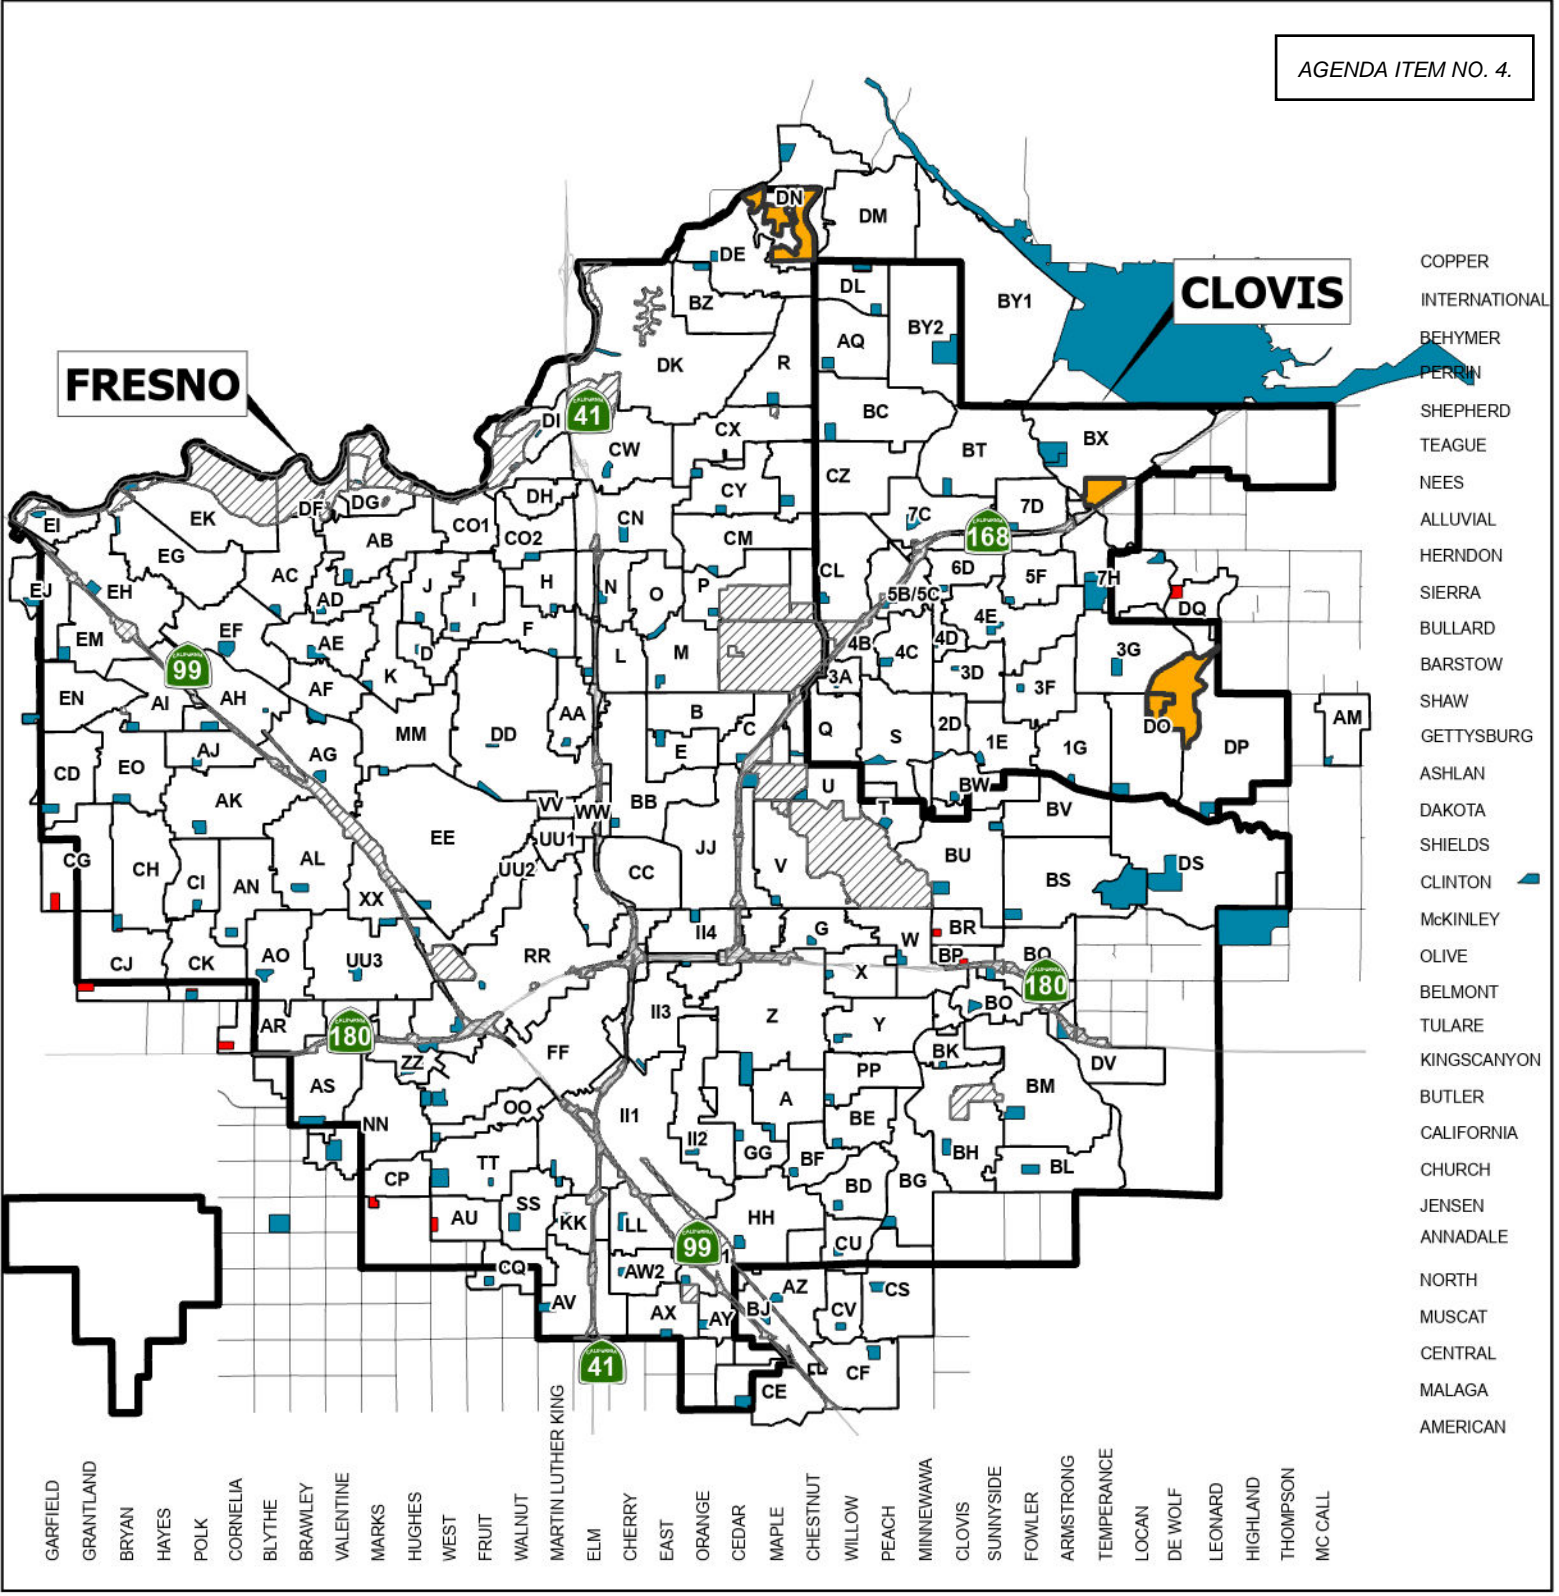 AGENDA ITEM NO. 4.
DN
DM
DE
COPPER
CLOVIS
DL
BZ
BY1
INTERNATIONAL
BY2
AQ
BEHYMER
DK
R
PERRIN
FRESNO
41
DI
BC
SHEPHERD
CX
BX
CW
BT
TEAGUE
CZ
CY
NEES
DH
DG
DF
7D
EK
CN
7C
ALLUVIAL
EI
CO1
168
AB
CO2
CM
EG
HERNDON
6D
CL
AC
5F
7H
H
J
EJ
EH
N
O
P
5B/5C
SIERRA
AD
I
DQ
4E
F
EF
BULLARD
EM
4D
4B
AE
D
L
M
4C
3G
99
BARSTOW
3D
K
3A
AF
3F
EN
AH
AI
SHAW
B
AA
AM
2D
Q
C
DO
MM
DD
S
GETTYSBURG
1E
1G
DP
E
AJ
AG
EO
CD
ASHLAN
U
BW
AK
BB
VV
T
BV
DAKOTA
WW
EE
UU1
JJ
SHIELDS
BU
CG
AL
DS
V
CH
UU2
CC
CI
BS
CLINTON
AN
XX
McKINLEY
BR
G
II4
W
AO
RR
BP
BQ
OLIVE
CJ
CK
UU3
X
180
BELMONT
BO
II3
Z
AR
Y
TULARE
180
FF
BK
ZZ
DV
KINGSCANYON
PP
AS
BM
A
BUTLER
OO
II1
BE
NN
CALIFORNIA
II2
GG
BH
BF
TT
BL
CHURCH
CP
BG
BD
SS
JENSEN
AU
HH
KK
LL
ANNADALE
CU
99
1
CQ
AW2
NORTH
AZ
CS
AV
BJ
CV
AX
AY
MUSCAT
CENTRAL
41
CF
CE
MALAGA
AMERICAN
GARFIELD
GRANTLAND
BRYAN
HAYES
POLK
CORNELIA
BLYTHE
BRAWLEY
VALENTINE
MARKS
HUGHES
WEST
FRUIT
WALNUT
MARTIN LUTHER KING
ELM
CHERRY
EAST
ORANGE
CEDAR
MAPLE
CHESTNUT
WILLOW
PEACH
MINNEWAWA
CLOVIS
SUNNYSIDE
FOWLER
ARMSTRONG
TEMPERANCE
LOCAN
DE WOLF
LEONARD
HIGHLAND
THOMPSON
MC CALL